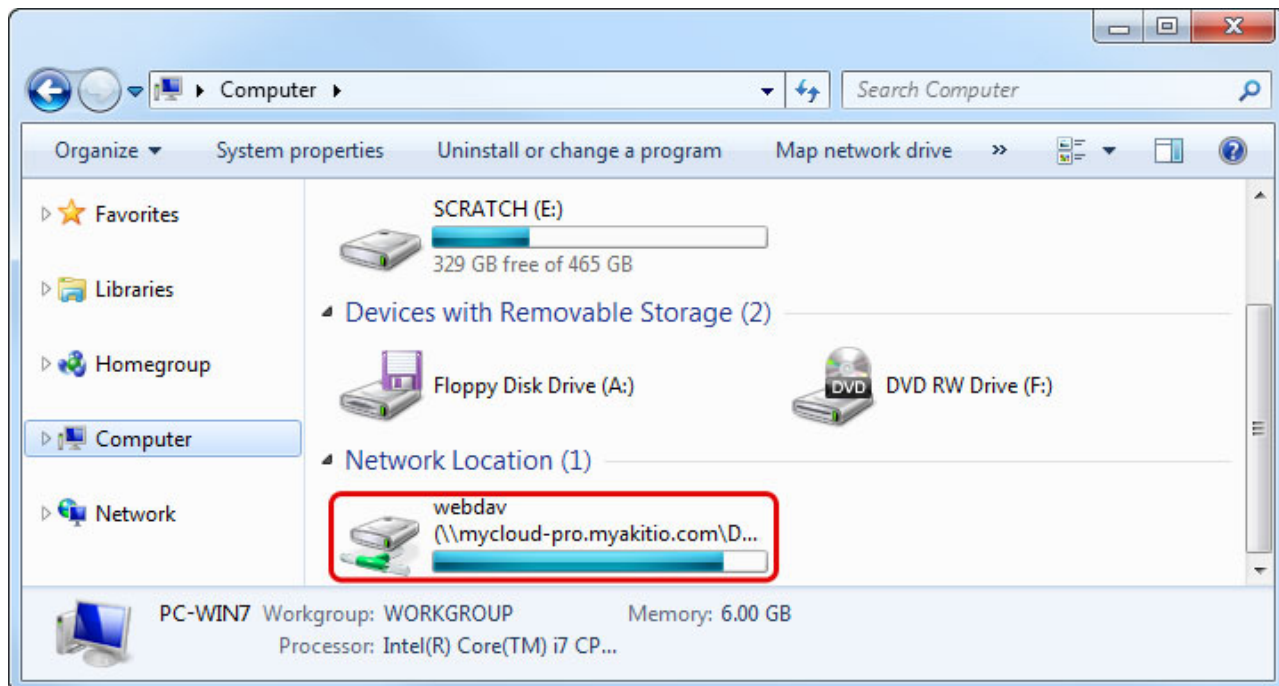 Computer
Search Computer
Organize
System properties
Uninstall or change a program
Map network drive
»
Favorites
Libraries
Homegroup
Computer
Network
SCRATCH (E:)
329 GB free of 465 GB
Devices with Removable Storage (2)
Floppy Disk Drive (A:)
DVD
DVD RW Drive (F:)
Network Location (1)
webdav
(\\mycloud-pro.myakitio.com\D...
PC-WIN7 Workgroup: WORKGROUP Memory: 6.00 GB
Processor: Intel(R) Core(TM) i7 CP...